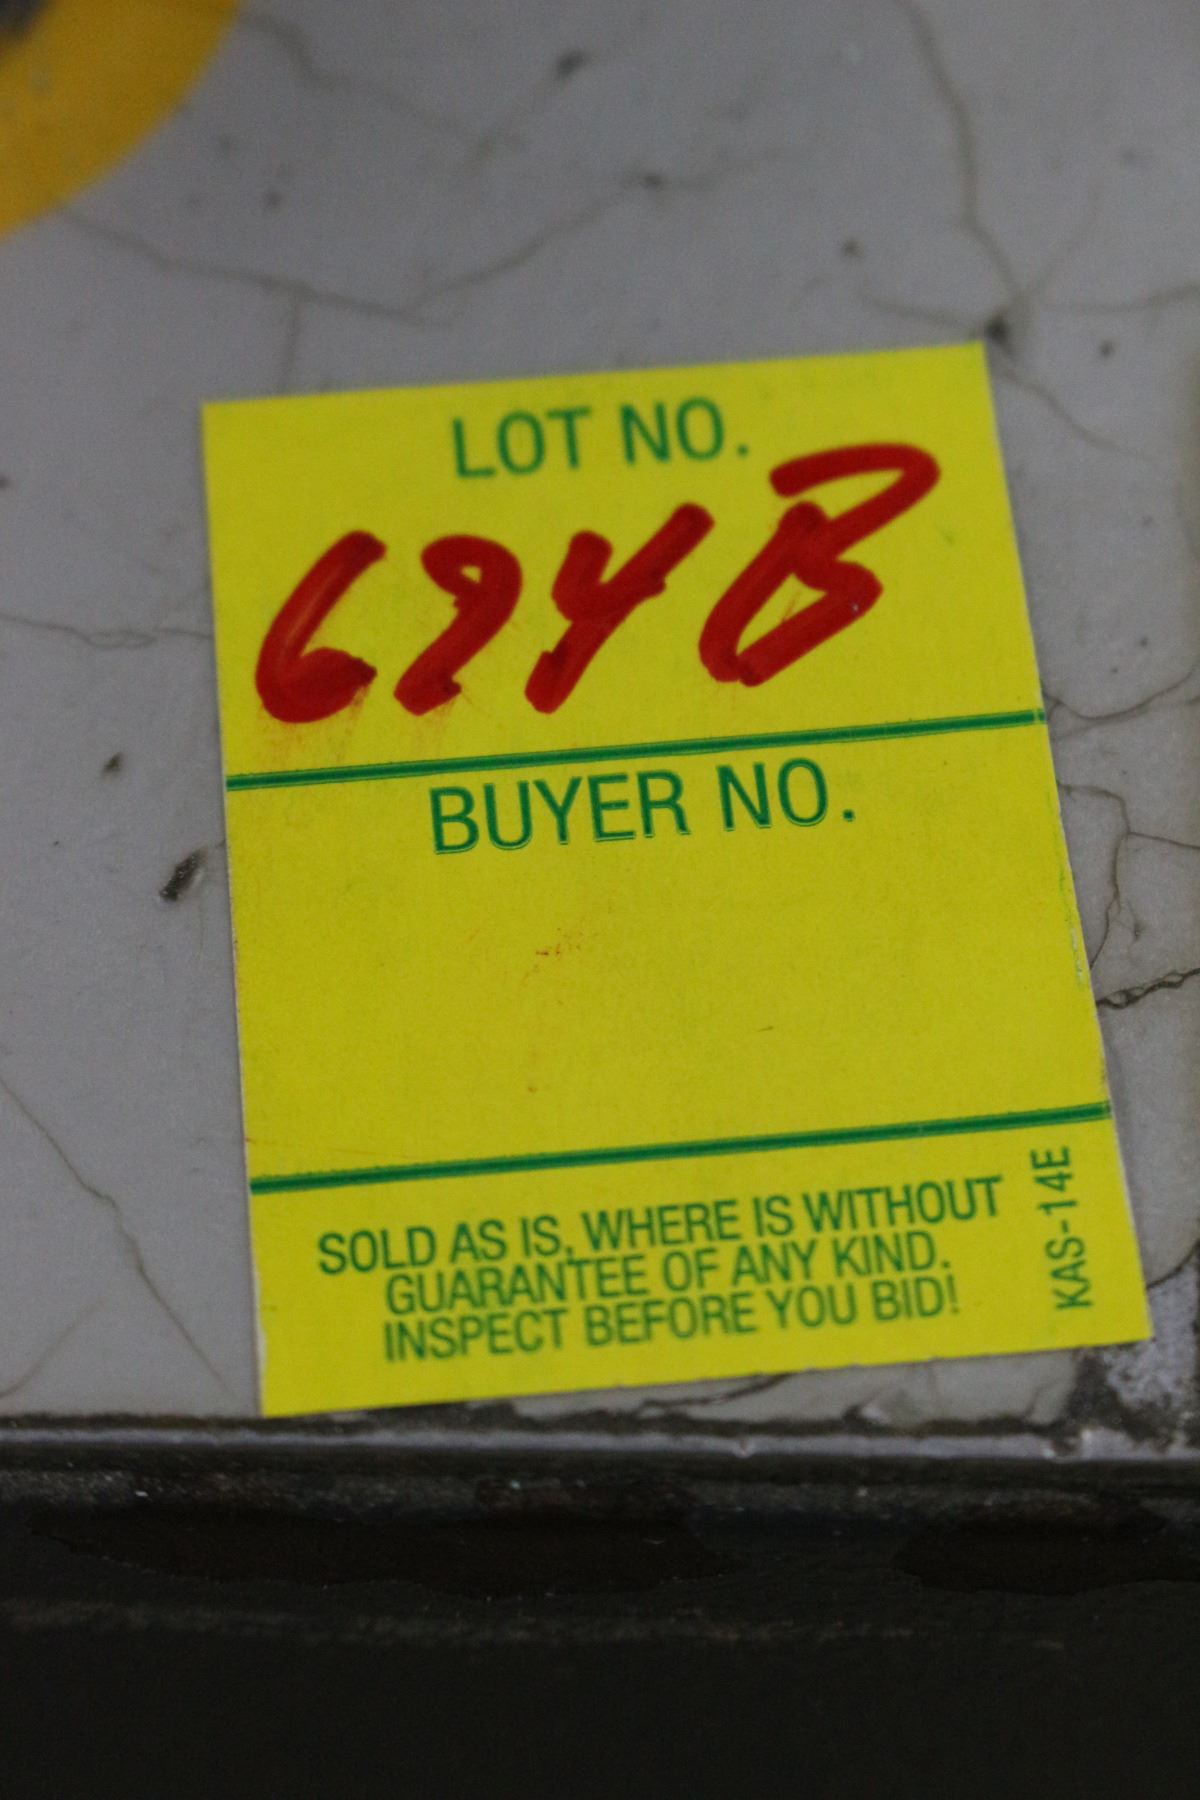 LOT NO.
694B
BUYER NO.
SOLD AS IS, WHERE IS WITHOUT
GUARANTEE OF ANY KIND.
INSPECT BEFORE YOU BID!
KAS-14E